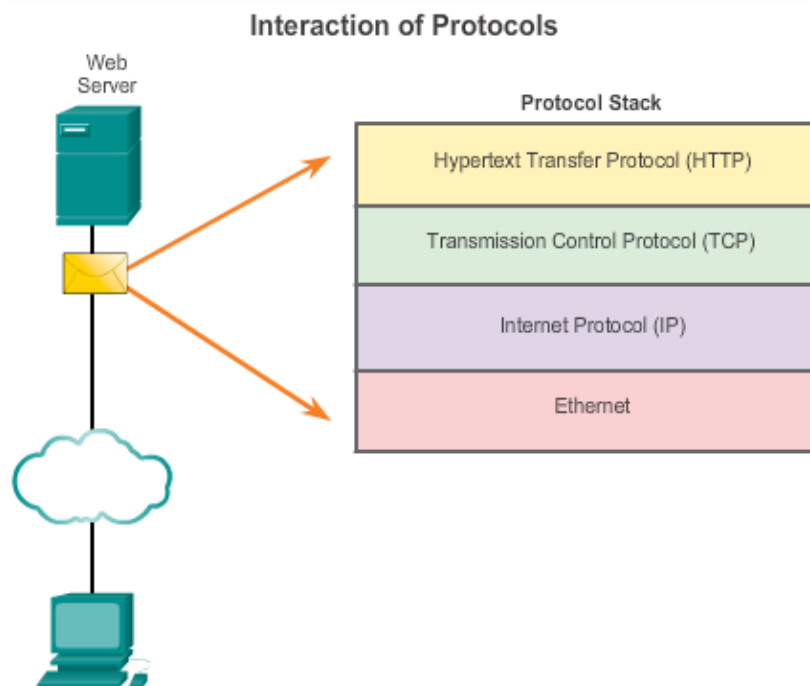 Interaction of Protocols
Web
Server
Protocol Stack
Hypertext Transfer Protocol (HTTP)
Transmission Control Protocol (TCP)
Internet Protocol (IP)
Ethernet